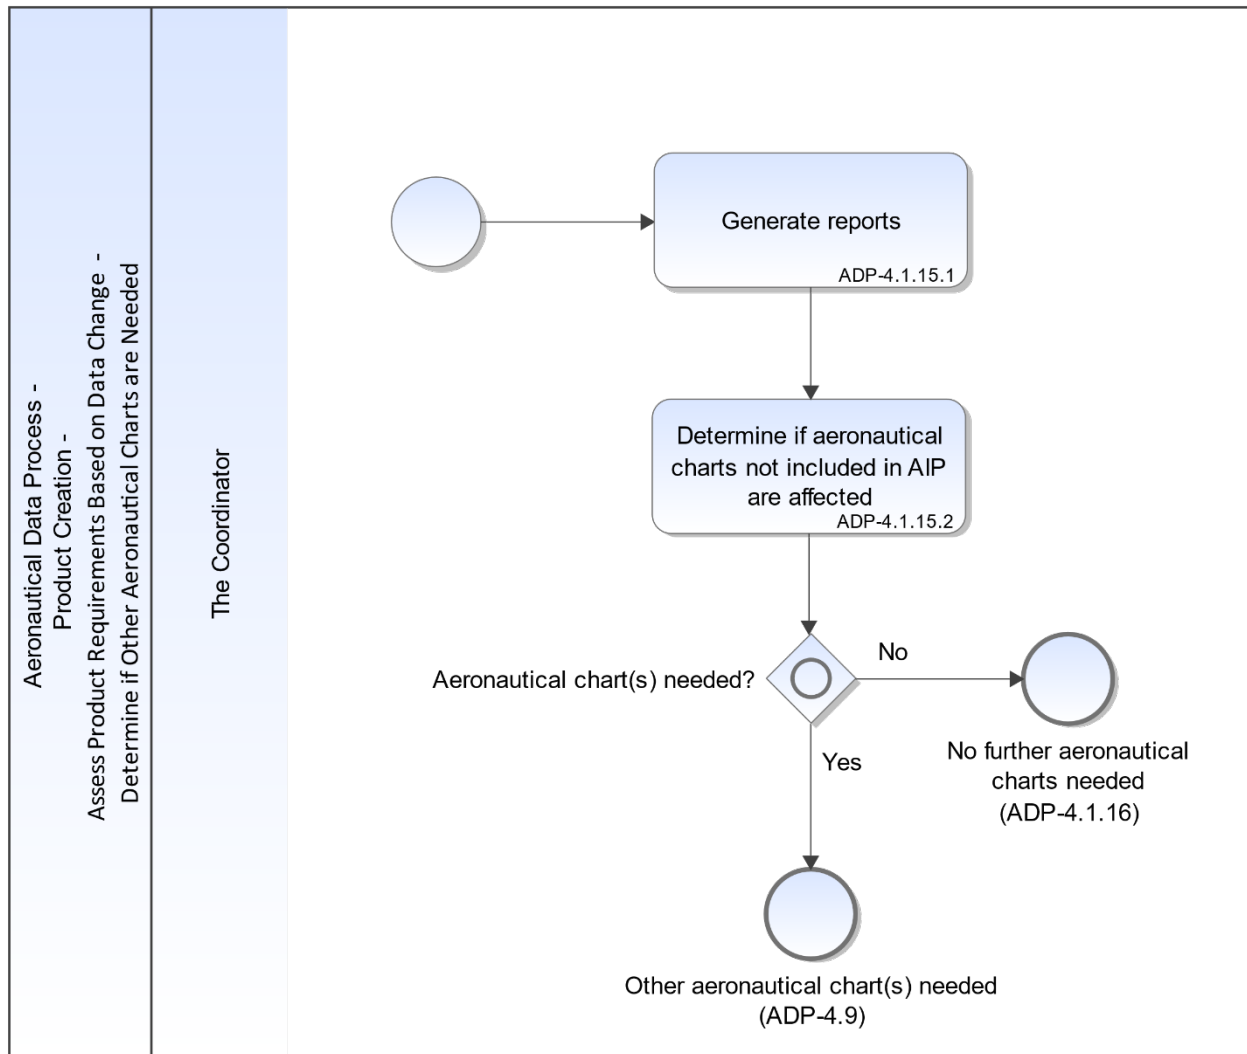 Aeronautical Data Process -
Product Creation -
Assess Product Requirements Based on Data Change -
Determine if Other Aeronautical Charts are Needed
The Coordinator
Generate reports
ADP-4.1.15.1
Determine if aeronautical
charts not included in AIP
are affected
ADP-4.1.15.2
Aeronautical chart(s) needed?
No
Yes
No further aeronautical
charts needed
(ADP-4.1.16)
Other aeronautical chart(s) needed
(ADP-4.9)